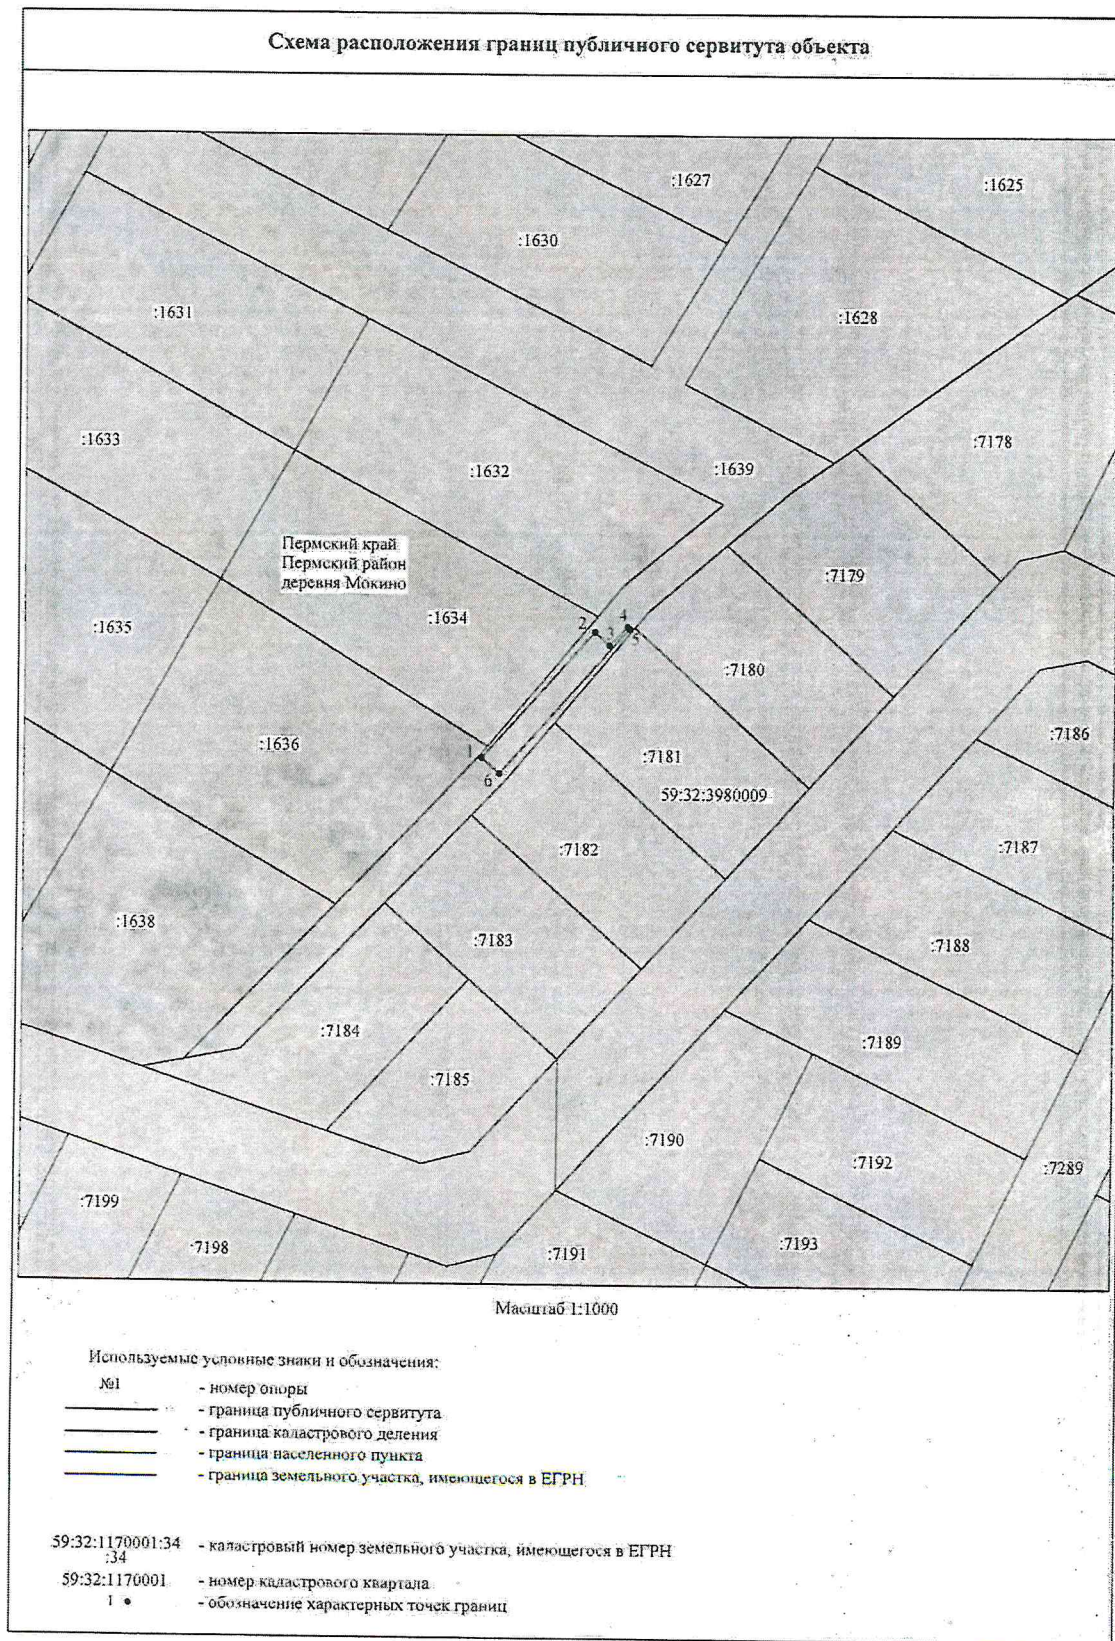 Схема расположения границ публичного сервитута объекта
:1627
:1625
:1630
:1631
:1628
:1633
:1632
:1639
:7178
Пермский край
Пермский район
деревня Мокино
:7179
:1635
:1634
2
4
3
5
:7180
:1636
1
:7181
:7186
6
59:32:3980009
:7182
:7187
:1638
:7183
:7188
:7184
:7189
:7185
:7190
:7192
:7289
:7199
:7198
:7191
:7193
Масштаб 1:1000
Используемые условные знаки и обозначения:
№1 - номер опоры
- граница публичного сервитута
- граница кадастрового деления
- граница населенного пункта
- граница земельного участка, имеющегося в ЕГРН
59:32:1170001:34 - кадастровый номер земельного участка, имеющегося в ЕГРН
:34
59:32:1170001 - номер кадастрового квартала
1 - обозначение характерных точек границ